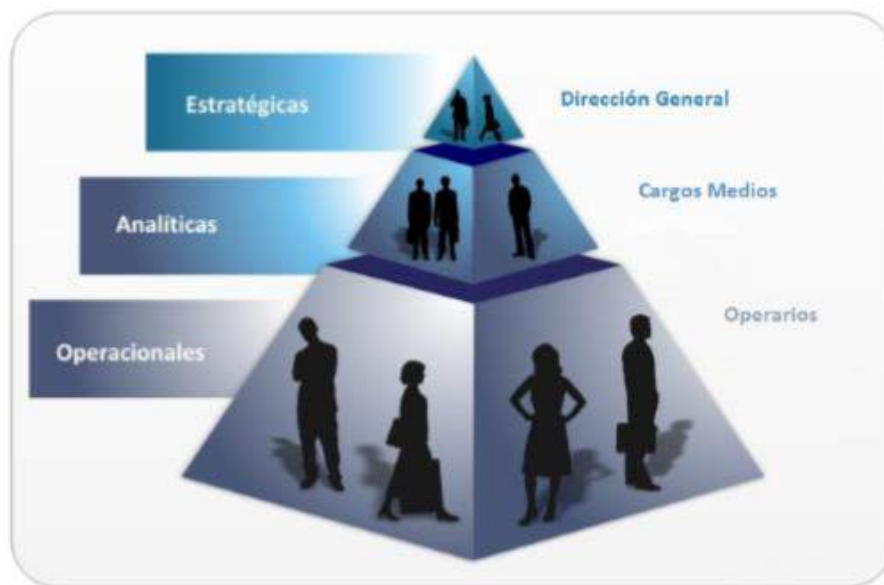 Estratégicas
Dirección General
Analíticas
Cargos Medios
Operacionales
Operarios